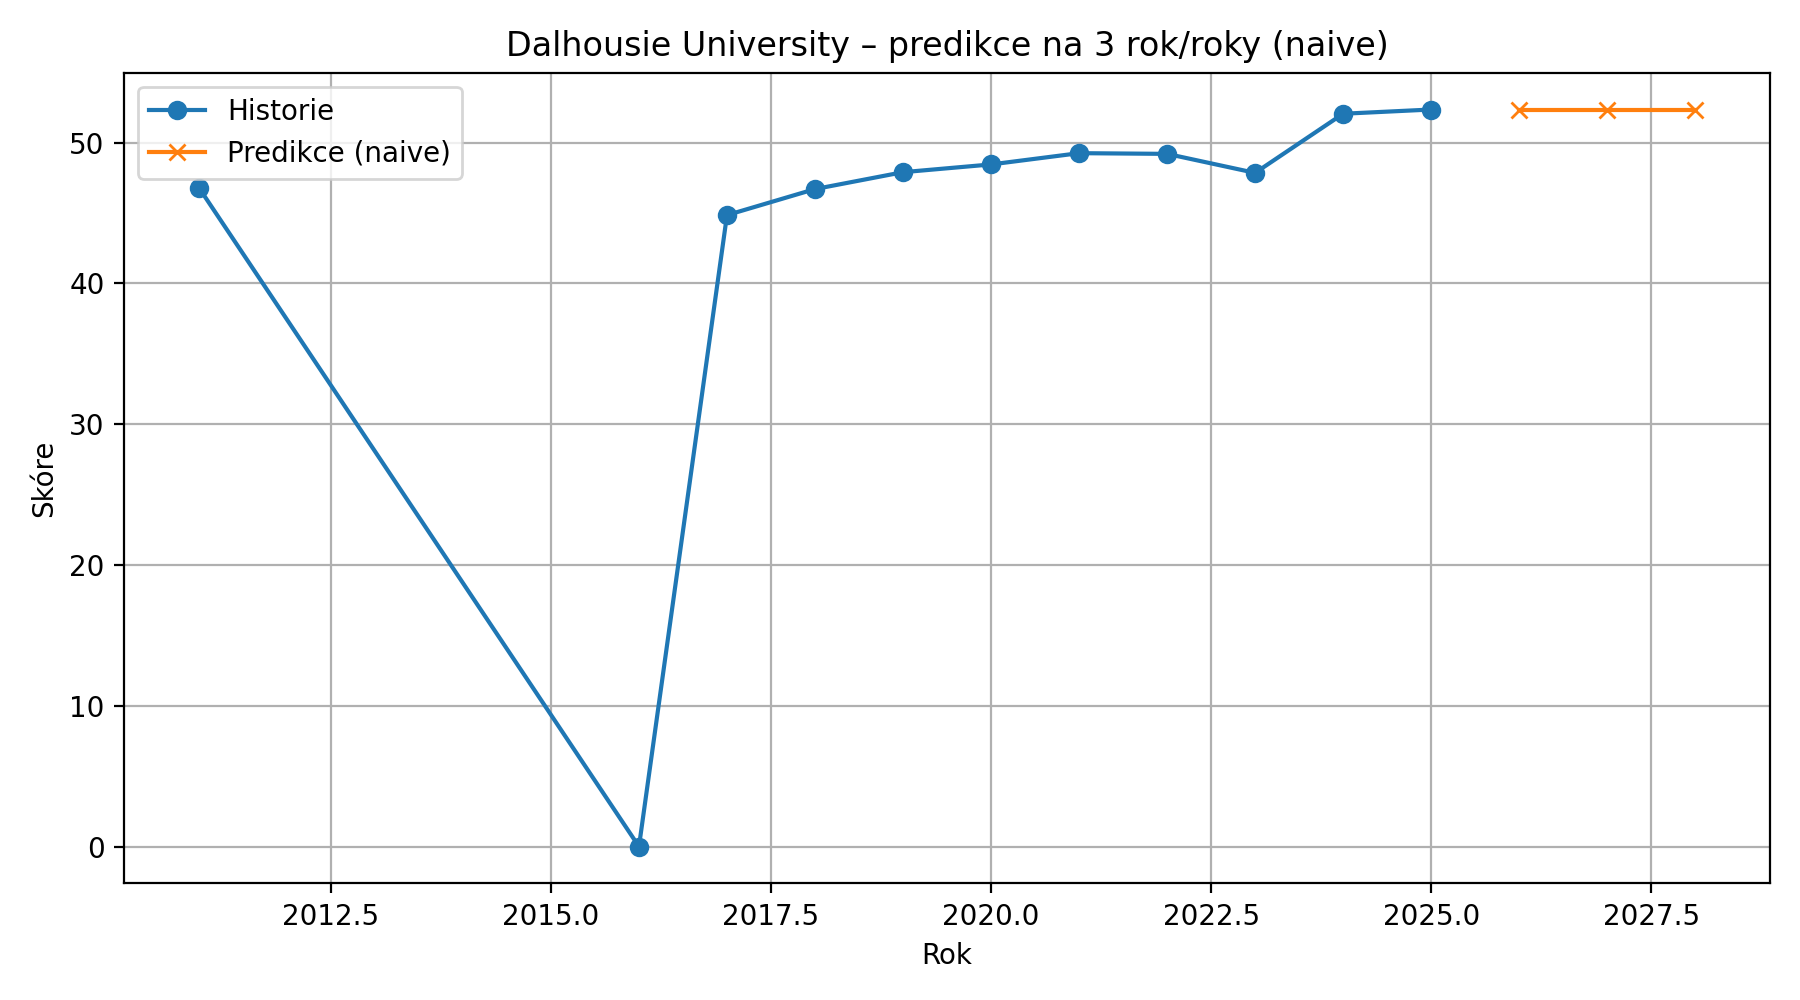 Dalhousie University – predikce na 3 rok/roky (naive)
Historie
Predikce (naive)
50
40
30
20
10
0
Skóre
2012.5 2015.0 2017.5 2020.0 2022.5 2025.0 2027.5
Rok